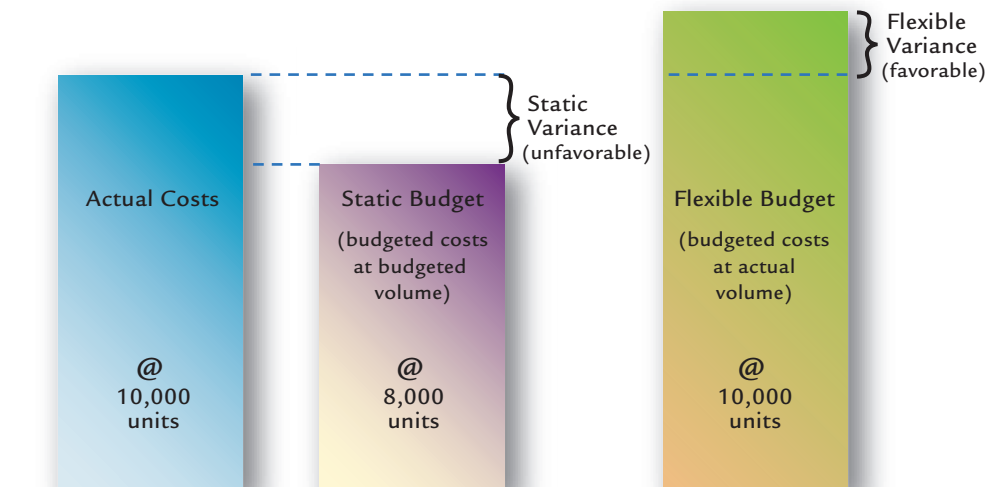 Flexible
Variance
(favorable)
Static
Variance
(unfavorable)
Actual Costs
@
10,000
units
Static Budget
(budgeted costs
at budgeted
volume)
@
8,000
units
Flexible Budget
(budgeted costs
at actual
volume)
@
10,000
units